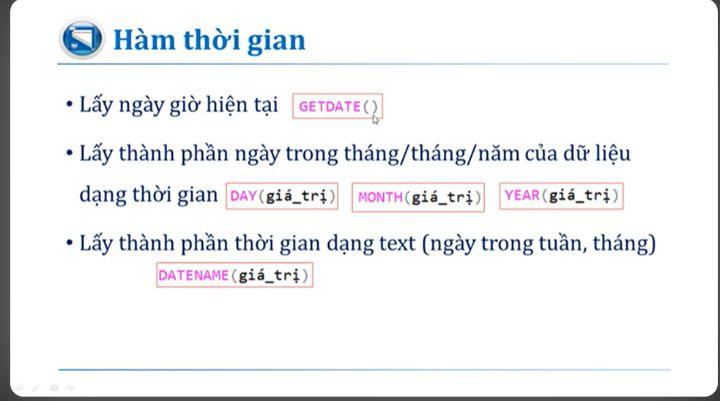 Hàm thời gian
• Lấy ngày giờ hiện tại GETDATE()
• Lấy thành phần ngày trong tháng/tháng/năm của dữ liệu
dạng thời gian DAY(giá_trị) MONTH(giá_trị) YEAR(giá_trị)
• Lấy thành phần thời gian dạng text (ngày trong tuần, tháng)
DATENAME(giá_trị)